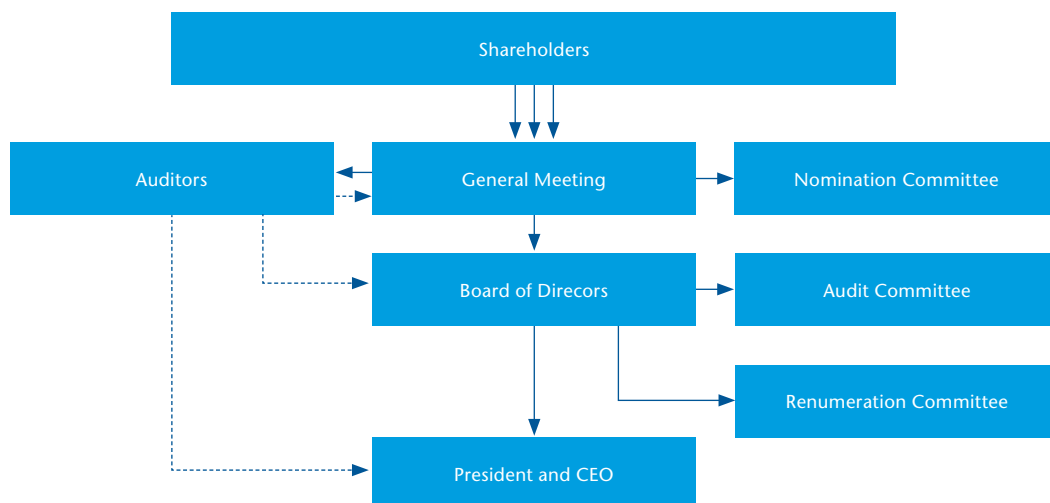 Shareholders
Auditors
General Meeting
Nomination Committee
Board of Direcors
Audit Committee
Renumeration Committee
President and CEO